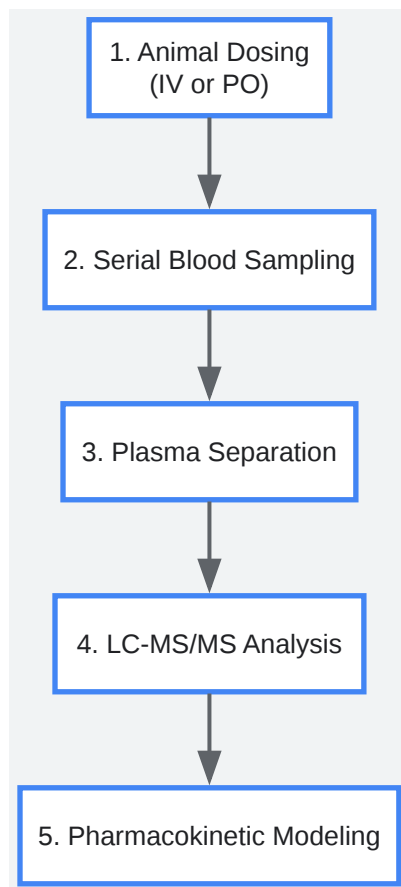 1. Animal Dosing
(IV or PO)
2. Serial Blood Sampling
3. Plasma Separation
4. LC-MS/MS Analysis
5. Pharmacokinetic Modeling